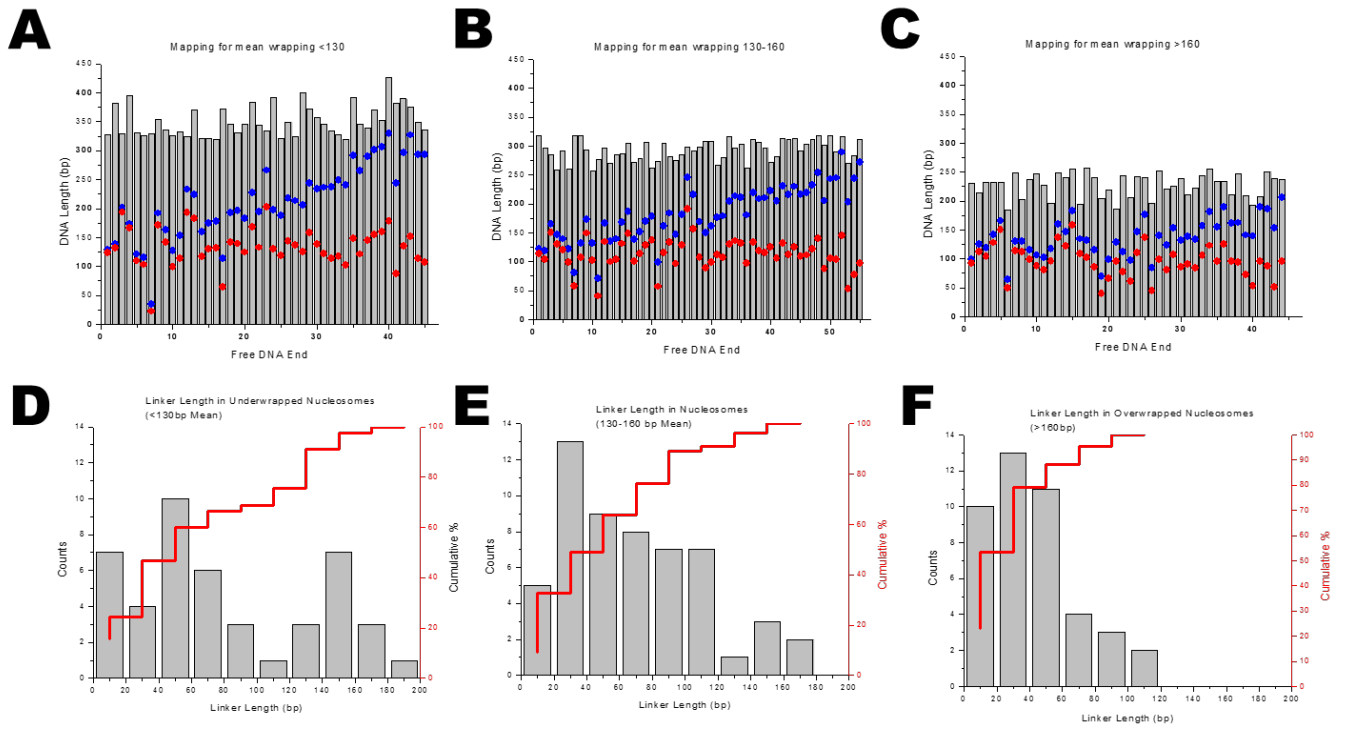 A
Mapping for mean wrapping <130
DNA Length (bp)
450
400
350
300
250
200
150
100
50
0
0 10 20 30 40
Free DNA End
B
Mapping for mean wrapping 130-160
DNA Length (bp)
450
400
350
300
250
200
150
100
50
0
0 10 20 30 40 50
Free DNA End
C
Mapping for mean wrapping >160
DNA Length (bp)
450
400
350
300
250
200
150
100
50
0
0 10 20 30 40
Free DNA End
D
Linker Length in Underwrapped Nucleosomes
(<130bp Mean)
Counts
14
12
10
8
6
4
2
0
0 20 40 60 80 100 120 140 160 180 200
Linker Length (bp)
100
80
60
40
20
0
Cumulative %
E
Linker Length in Nucleosomes
(130-160 bp Mean)
Counts
14
12
10
8
6
4
2
0
0 20 40 60 80 100 120 140 160 180 200
Linker Length (bp)
100
80
60
40
20
0
Cumulative %
F
Linker Length in Overwrapped Nucleosomes
(>160bp)
Counts
14
12
10
8
6
4
2
0
0 20 40 60 80 100 120 140 160 180 200
Linker Length (bp)
100
90
80
70
60
50
40
30
20
10
0
Cumulative %